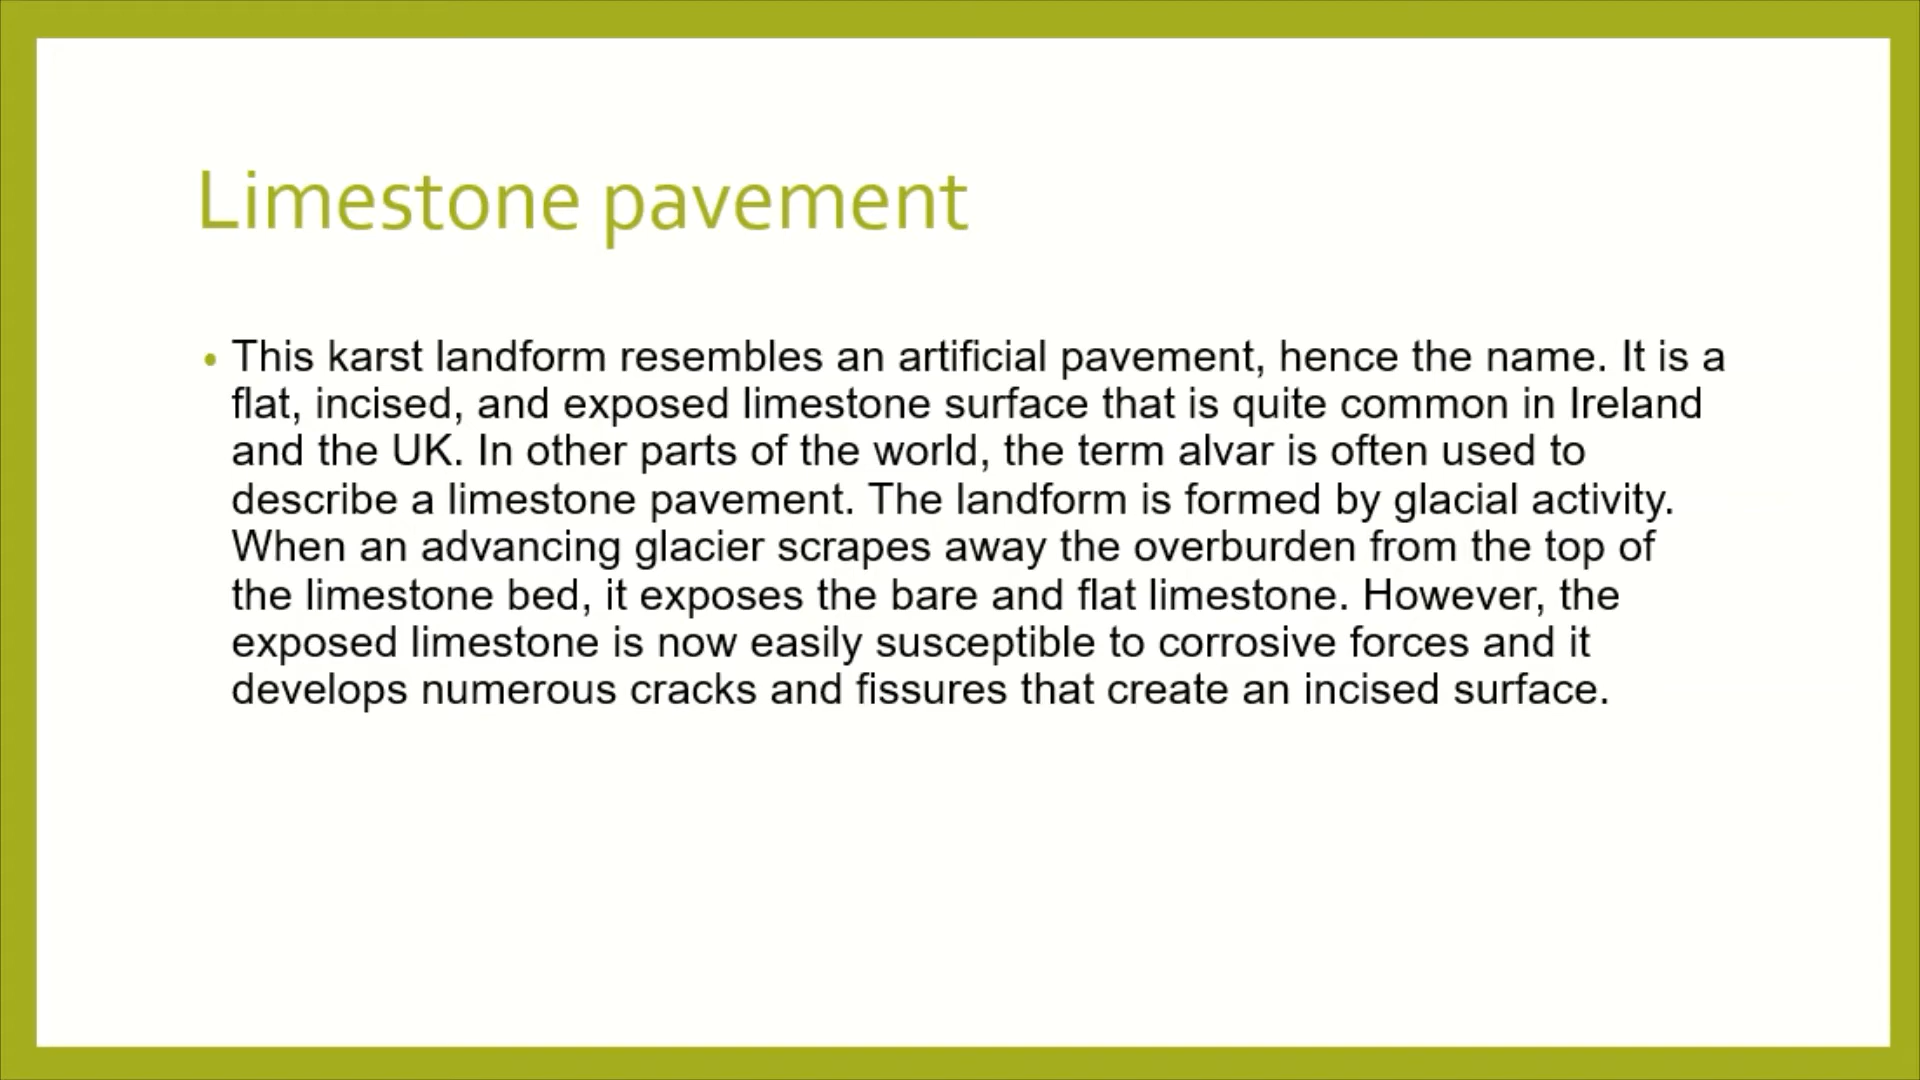 Limestone pavement
• This karst landform resembles an artificial pavement, hence the name. It is a
flat, incised, and exposed limestone surface that is quite common in Ireland
and the UK. In other parts of the world, the term alvar is often used to
describe a limestone pavement. The landform is formed by glacial activity.
When an advancing glacier scrapes away the overburden from the top of
the limestone bed, it exposes the bare and flat limestone. However, the
exposed limestone is now easily susceptible to corrosive forces and it
develops numerous cracks and fissures that create an incised surface.